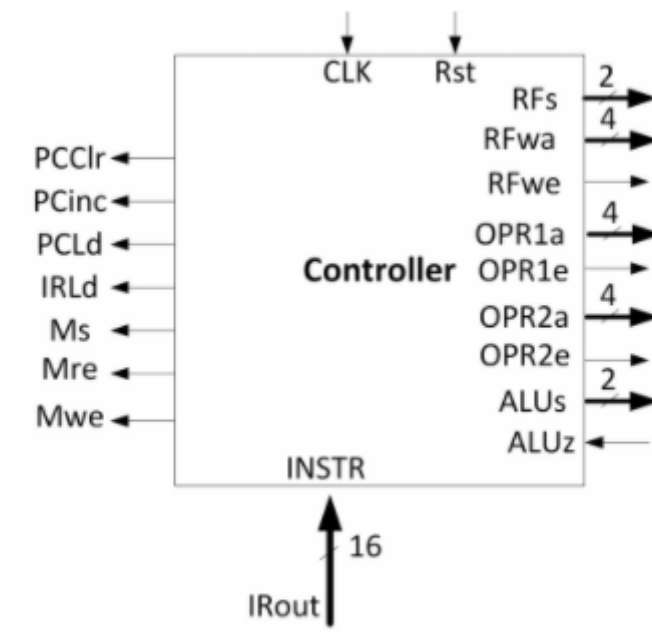 CLK Rst
RFs 2
RFwa 4
PCClr
RFwe
PCinc
OPR1a 4
PCLd
Controller OPR1e
IRLd
OPR2a 4
Ms
OPR2e
Mre
ALUs 2
Mwe
ALUz
INSTR
16
IRout